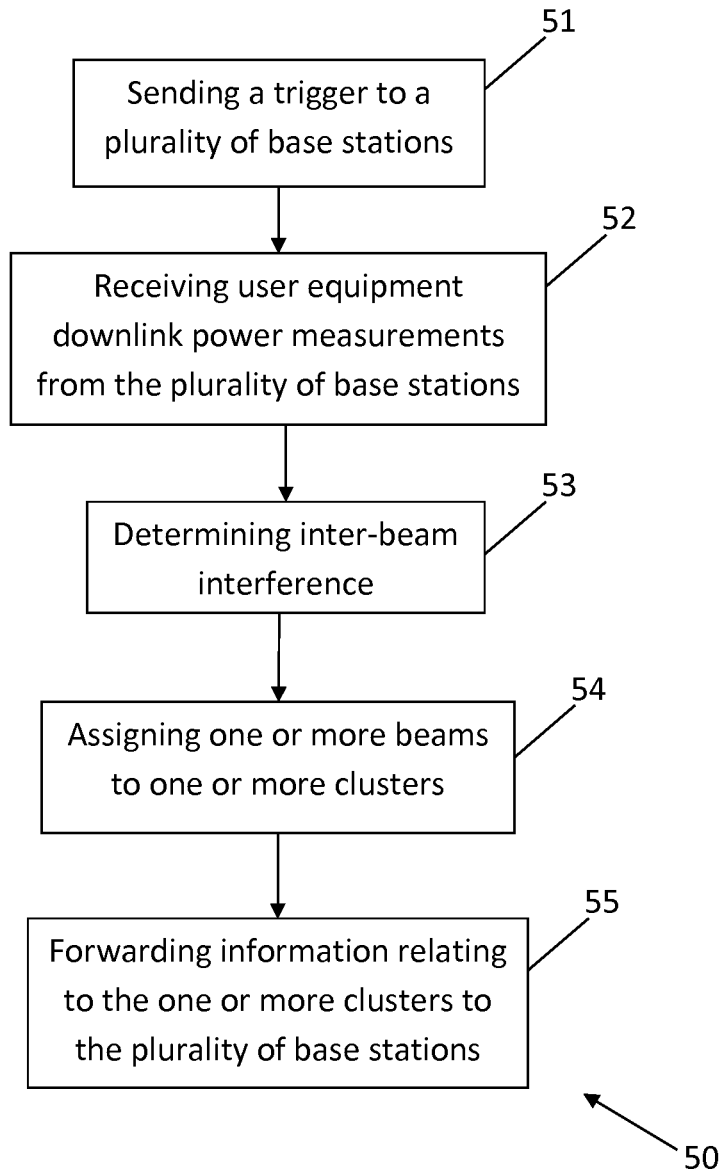 51
Sending a trigger to a
plurality of base stations
52
Receiving user equipment
downlink power measurements
from the plurality of base stations
53
Determining inter-beam
interference
54
Assigning one or more beams
to one or more clusters
55
Forwarding information relating
to the one or more clusters to
the plurality of base stations
50